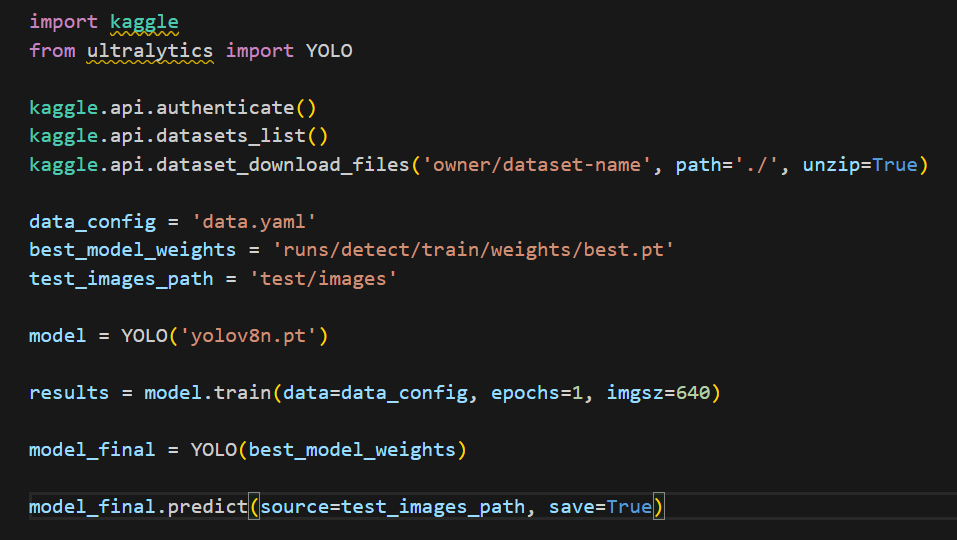 import kaggle
from ultralytics import YOLO
kaggle.api.authenticate()
kaggle.api.datasets_list()
kaggle.api.dataset_download_files('owner/dataset-name', path='./', unzip=True)
data_config = 'data.yaml'
best_model_weights = 'runs/detect/train/weights/best.pt'
test_images_path = 'test/images'
model = YOLO('yolov8n.pt')
results = model.train(data=data_config, epochs=1, imgsz=640)
model_final = YOLO(best_model_weights)
model_final.predict(source=test_images_path, save=True)